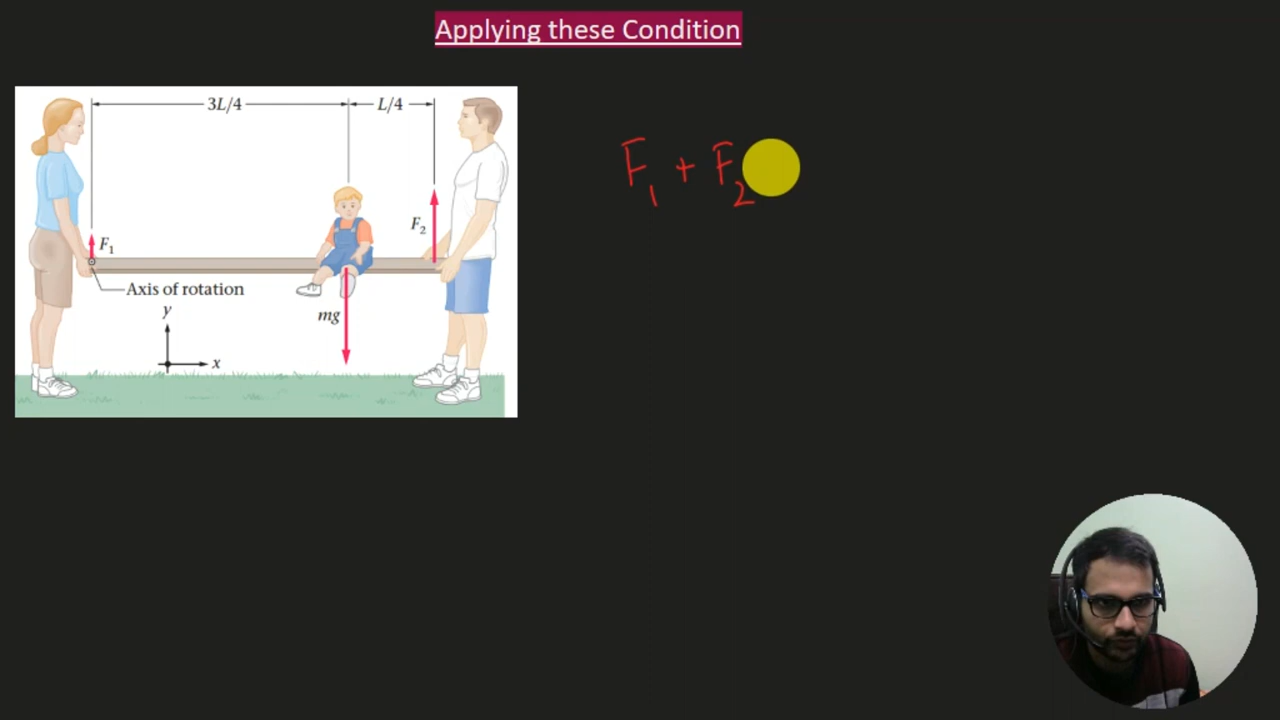 Applying these Condition
3L/4
L/4
F₁ + F₂
F₂
F₁
Axis of rotation
y
mg
x